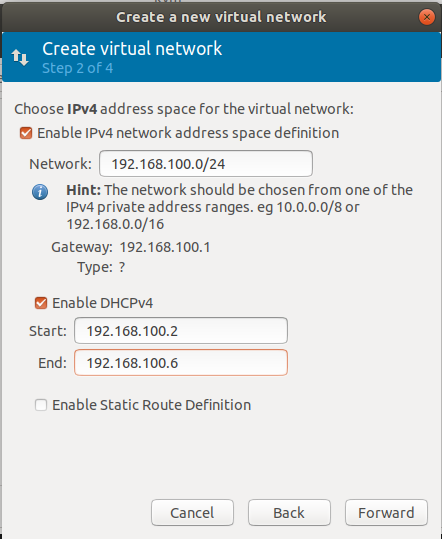 Create a new virtual network
Create virtual network
Step 2 of 4
Choose IPv4 address space for the virtual network:
Enable IPv4 network address space definition
Network: 192.168.100.0/24
Hint: The network should be chosen from one of the
IPv4 private address ranges. eg 10.0.0.0/8 or
192.168.0.0/16
Gateway: 192.168.100.1
Type: ?
Enable DHCPv4
Start: 192.168.100.2
End: 192.168.100.6
Enable Static Route Definition
Cancel Back Forward